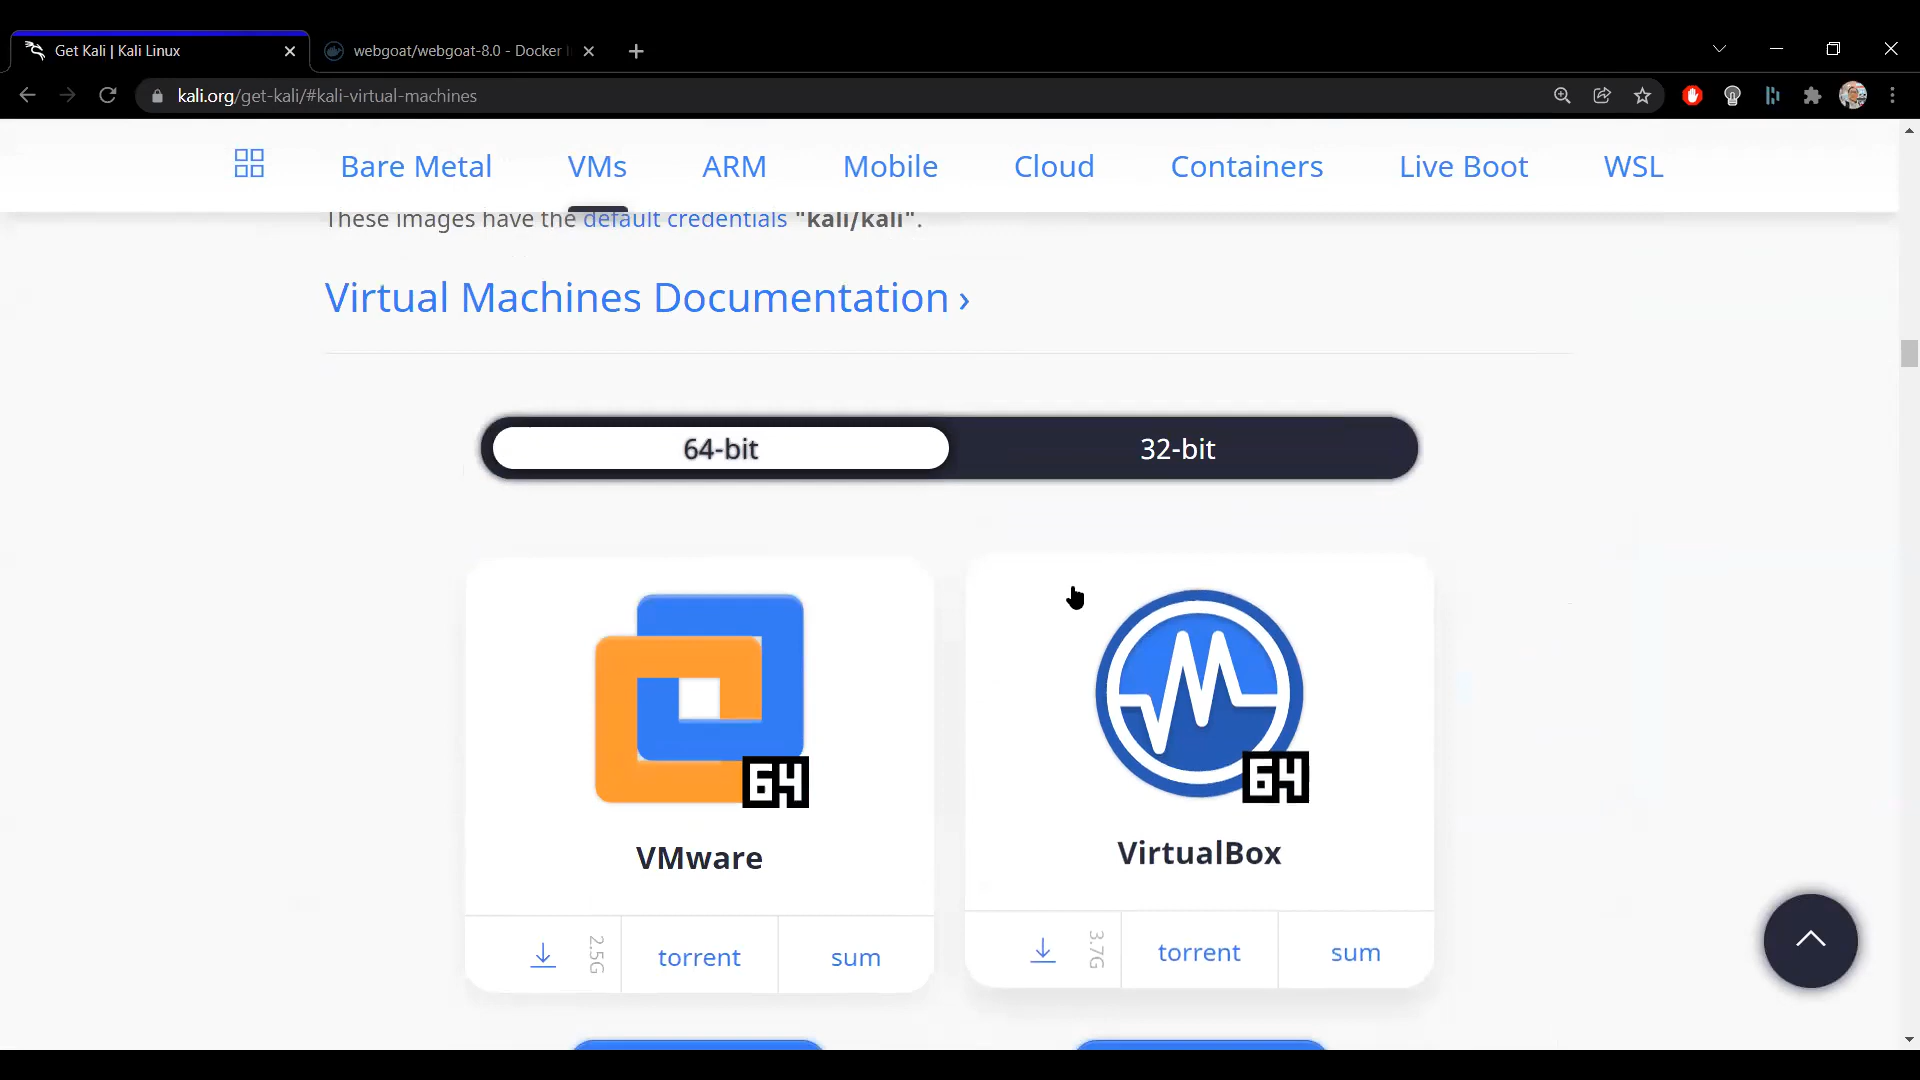 Get Kali | Kali Linux
webgoat/webgoat-8.0 - Docker
kali.org/get-kali/#kali-virtual-machines
Bare Metal VMs ARM Mobile Cloud Containers Live Boot WSL
These images have the default credentials "kali/kali".
Virtual Machines Documentation ›
64-bit 32-bit
64 64
VMware VirtualBox
2.5G torrent sum 3.7G torrent sum